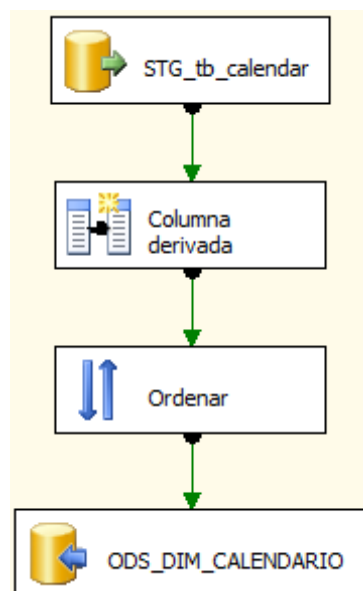 STG_tb_calendar
Columna
derivada
Ordenar
ODS_DIM_CALENDARIO